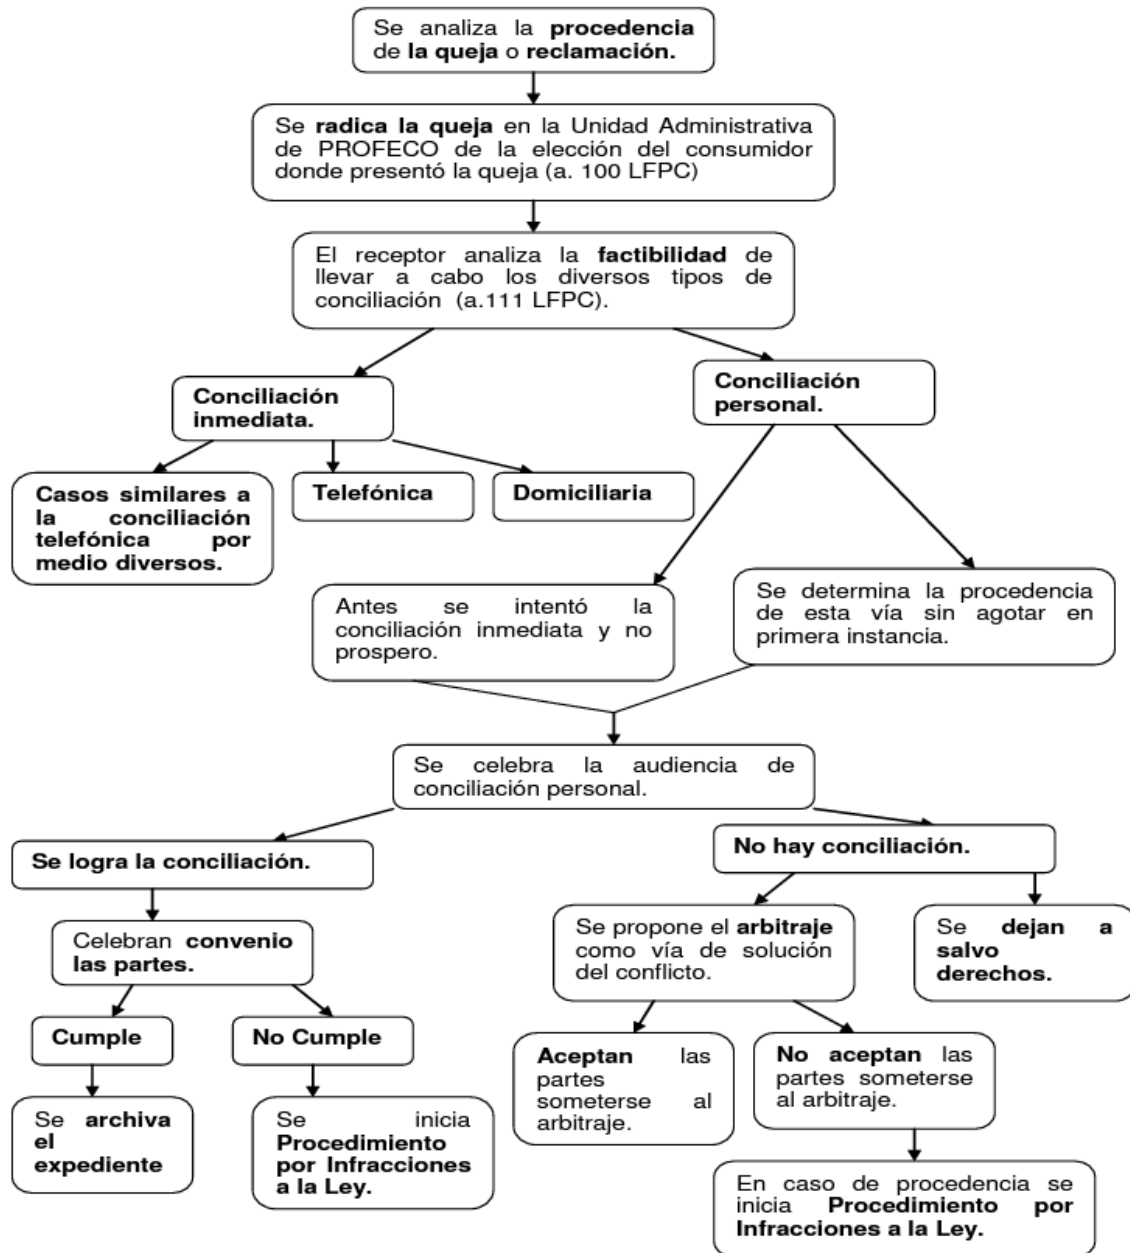 Se analiza la procedencia
de la queja o reclamación.
Se radica la queja en la Unidad Administrativa
de PROFECO de la elección del consumidor
donde presentó la queja (a. 100 LFPC)
El receptor analiza la factibilidad de
llevar a cabo los diversos tipos de
conciliación (a.111 LFPC).
Conciliación
inmediata.
Conciliación
personal.
Casos similares a
la conciliación
telefónica por
medio diversos.
Telefónica
Domiciliaria
Antes se intentó la
conciliación inmediata y no
prospero.
Se determina la procedencia
de esta vía sin agotar en
primera instancia.
Se celebra la audiencia de
conciliación personal.
Se logra la conciliación.
No hay conciliación.
Celebran convenio
las partes.
Se propone el arbitraje
como vía de solución
del conflicto.
Se dejan a
salvo
derechos.
Cumple
No Cumple
Aceptan las
partes
someterse al
arbitraje.
No aceptan las
partes someterse
al arbitraje.
Se archiva
el
expediente
Se inicia
Procedimiento
por Infracciones
a la Ley.
En caso de procedencia se
inicia Procedimiento por
Infracciones a la Ley.